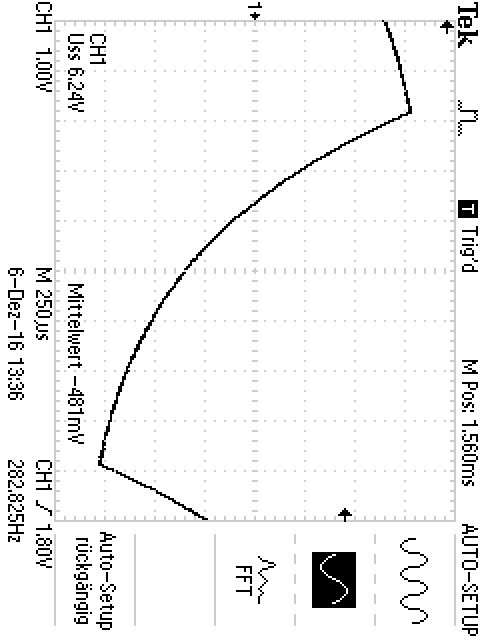 Tek T Trig'd M Pos: 1.560ms AUTO-SETUP
1
FFT
CH1
Uss 6.24V Mittelwert -481mV
Auto-Setup
rückgängig
CH1 1.00V M 250µs CH1 / 1.80V
6-Dez-16 13:36 282.825Hz